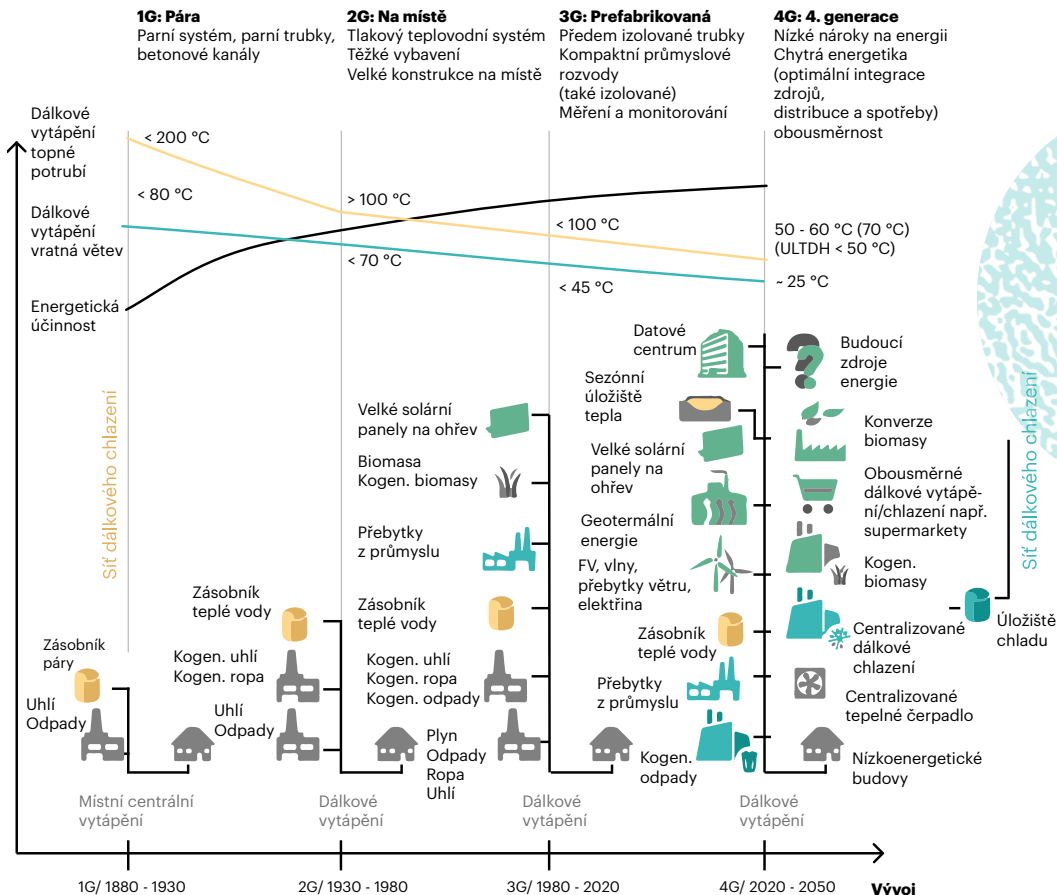 1G: Pára
Parní systém, parní trubky,
betonové kanály
2G: Na místě
Tlakový teplovodní systém
Těžké vybavení
Velké konstrukce na místě
3G: Prefabrikovaná
Předem izolované trubky
Kompaktní průmyslové
rozvody
(také izolované)
Měření a monitorování
4G: 4. generace
Nízké nároky na energii
Chytrá energetika
(optimální integrace
zdrojů,
distribuce a spotřeby)
obousměrnost
Dálkové
vytápění
topné
potrubí
Dálkové
vytápění
vratná větev
Energetická
účinnost
< 200 °C
< 80 °C
> 100 °C
< 70 °C
< 100 °C
< 45 °C
50 - 60 °C (70 °C)
(ULTDH < 50 °C)
~ 25 °C
Síť dálkového chlazení
Zásobník
páry
Uhlí
Odpady
Zásobník
teplé vody
Kogen. uhlí
Kogen. ropa
Uhlí
Odpady
Velké solární
panely na ohřev
Biomasa
Kogen. biomasy
Přebytky
z průmyslu
Zásobník
teplé vody
Kogen. uhlí
Kogen. ropa
Kogen. odpady
Plyn
Odpady
Ropa
Uhlí
Datové
centrum
Sezónní
úložiště
tepla
Velké solární
panely na
ohřev
Geotermální
energie
FV, vlny,
přebytky větru,
elektřina
Zásobník
teplé vody
Přebytky
z průmyslu
Kogen.
odpady
Budoucí
zdroje
energie
Konverze
biomasy
Obousměrné
dálkové vytápě-
ní/chlazení např.
supermarkety
Kogen.
biomasy
Centralizované
dálkové
chlazení
Centralizované
tepelné čerpadlo
Nízkoenergetické
budovy
Síť dálkového chlazení
Úložiště
chladu
Místní centrální
vytápění
Dálkové
vytápění
Dálkové
vytápění
Dálkové
vytápění
1G/ 1880 - 1930
2G/ 1930 - 1980
3G/ 1980 - 2020
4G/ 2020 - 2050
Vývoj